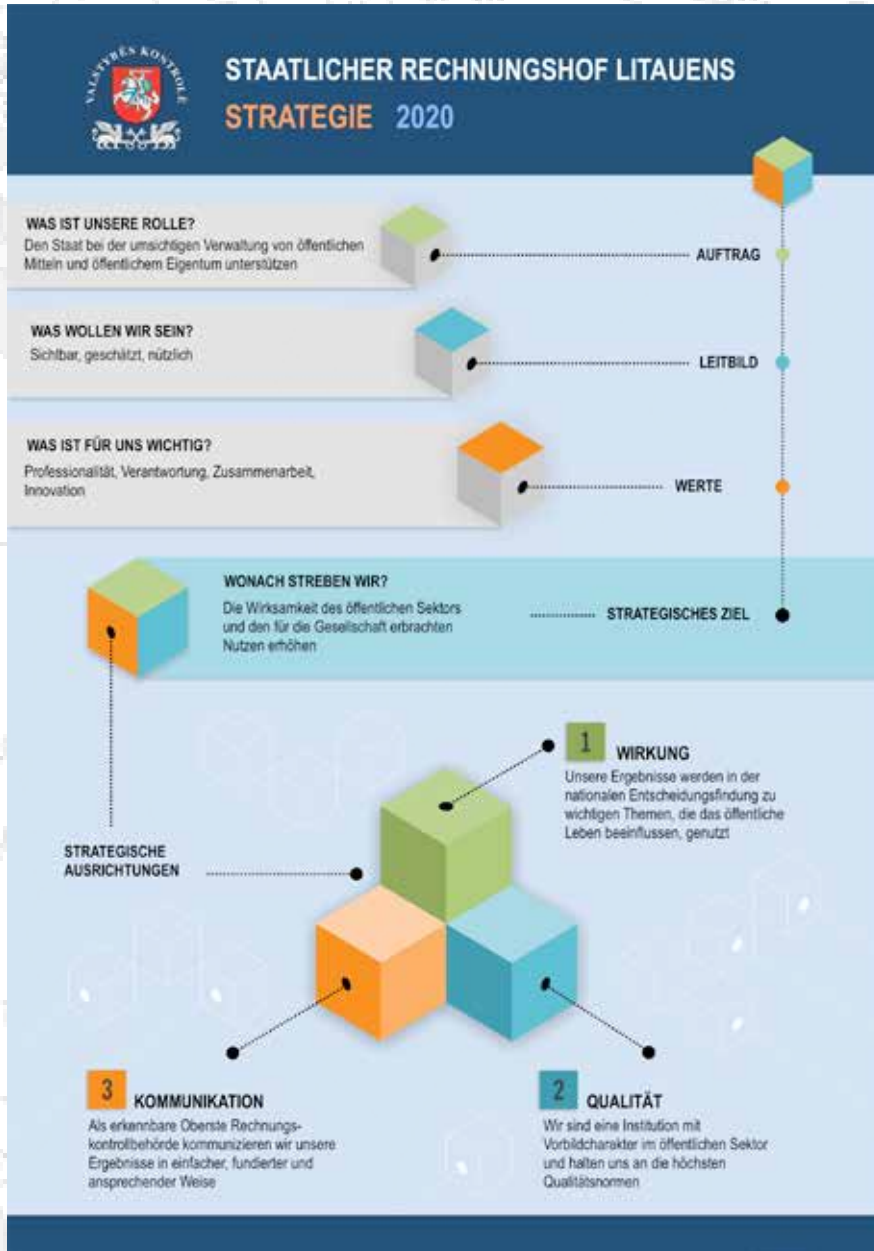 VALSTYBĖS KONTROLĖ
STAATLICHER RECHNUNGSHOF LITAUENS
STRATEGIE 2020
WAS IST UNSERE ROLLE?
Den Staat bei der umsichtigen Verwaltung von öffentlichen
Mitteln und öffentlichem Eigentum unterstützen
AUFTRAG
WAS WOLLEN WIR SEIN?
Sichtbar, geschätzt, nützlich
LEITBILD
WAS IST FÜR UNS WICHTIG?
Professionalität, Verantwortung, Zusammenarbeit,
Innovation
WERTE
WONACH STREBEN WIR?
Die Wirksamkeit des öffentlichen Sektors
und den für die Gesellschaft erbrachten
Nutzen erhöhen
STRATEGISCHES ZIEL
STRATEGISCHE
AUSRICHTUNGEN
1 WIRKUNG
Unsere Ergebnisse werden in der
nationalen Entscheidungsfindung zu
wichtigen Themen, die das öffentliche
Leben beeinflussen, genutzt
3 KOMMUNIKATION
Als erkennbare Oberste Rechnungs-
kontrollbehörde kommunizieren wir unsere
Ergebnisse in einfacher, fundierter und
ansprechender Weise
2 QUALITÄT
Wir sind eine Institution mit
Vorbildcharakter im öffentlichen Sektor
und halten uns an die höchsten
Qualitätsnormen